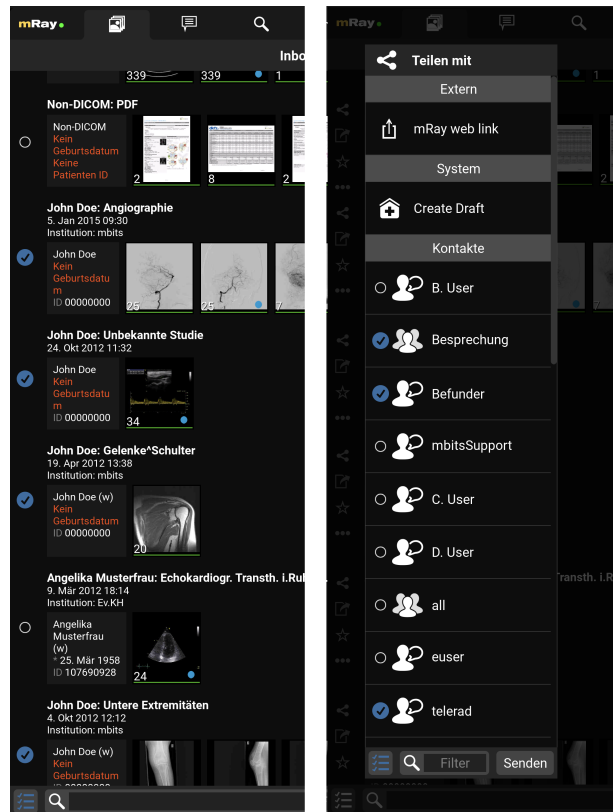 mRay
Inbo
339
339
1
Non-DICOM: PDF
Non-DICOM
Kein
Geburtsdatum
Keine
Patienten ID
2
8
2
John Doe: Angiographie
5. Jan 2015 09:30
Institution: mbits
John Doe
Kein
Geburtsdatu
m
ID 00000000
25
25
7
John Doe: Unbekannte Studie
24. Okt 2012 11:32
John Doe
Kein
Geburtsdatu
m
ID 00000000
34
John Doe: Gelenke^Schulter
19. Apr 2012 13:38
Institution: mbits
John Doe (w)
Kein
Geburtsdatum
ID 00000000
20
Angelika Musterfrau: Echokardiogr. Transth. i.Ruh
9. Mär 2012 18:14
Institution: Ev.KH
Angelika
Musterfrau
(w)
* 25. Mär 1958
ID 107690928
24
John Doe: Untere Extremitäten
4. Okt 2012 12:12
Institution: mbits
John Doe (w)
Kein
Geburtsdatum
mRay
Teilen mit
Extern
mRay web link
System
Create Draft
Kontakte
B. User
Besprechung
Befunder
mbitsSupport
C. User
D. User
all
euser
telerad
Filter
Senden
1
2
7
Transth. i.R